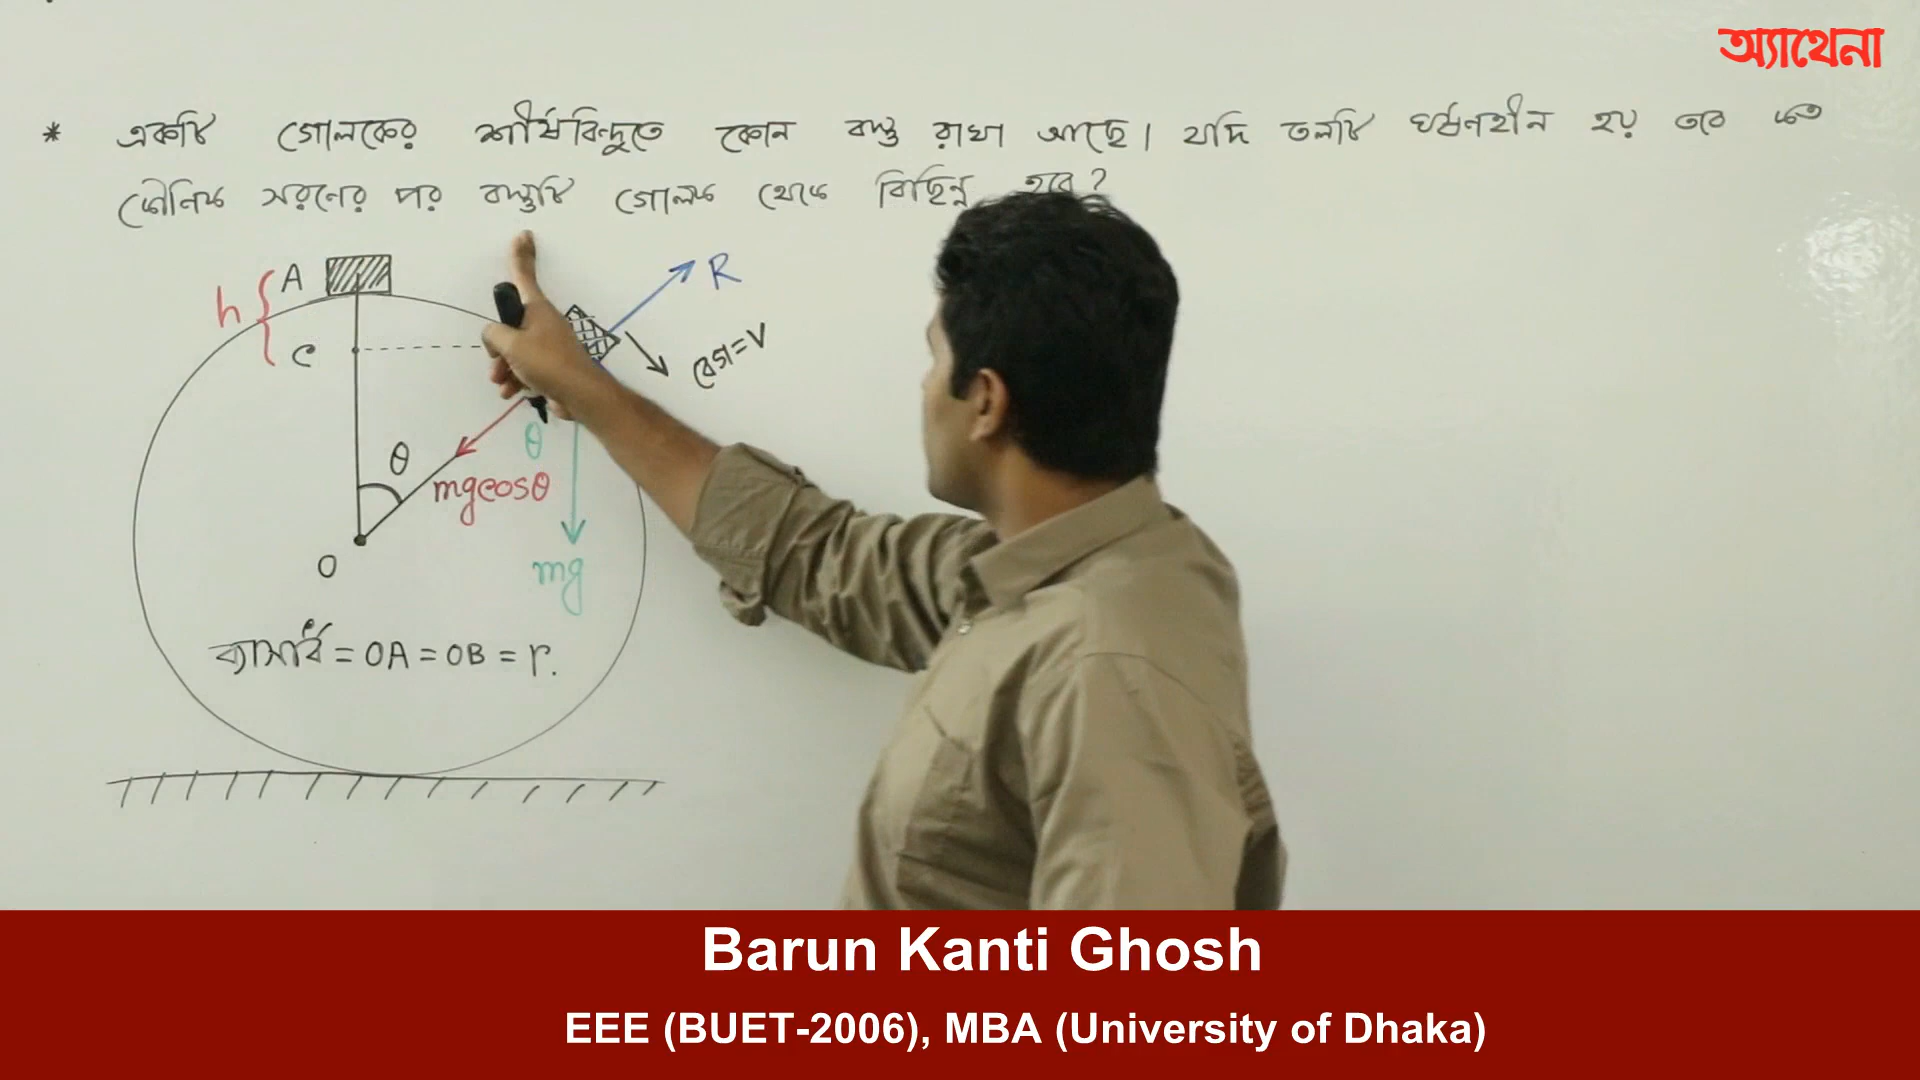 অ্যাথেনা
* একটি গোলকের শীর্ষবিন্দুতে কোন বস্তু রাখা আছে। যদি তলটি ঘর্ষণহীন হয় তবে কত
কৌনিক সরনের পর বস্তুটি গোলক থেকে বিছিন্ন হবে?
A
h
C
R
বেগ = V
θ
θ
mgcosθ
mg
O
ব্যাসার্ধ = OA = OB = r.
Barun Kanti Ghosh
EEE (BUET-2006), MBA (University of Dhaka)